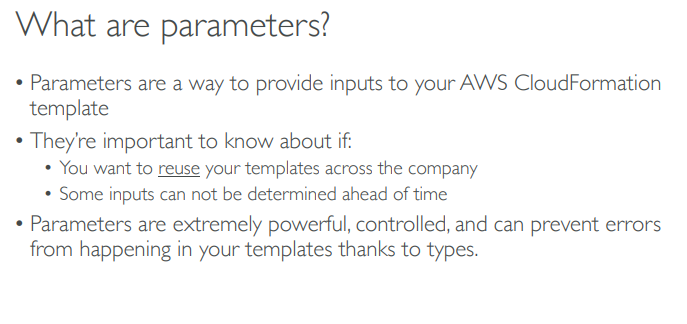 What are parameters?
• Parameters are a way to provide inputs to your AWS CloudFormation
template
• They're important to know about if:
• You want to reuse your templates across the company
• Some inputs can not be determined ahead of time
• Parameters are extremely powerful, controlled, and can prevent errors
from happening in your templates thanks to types.